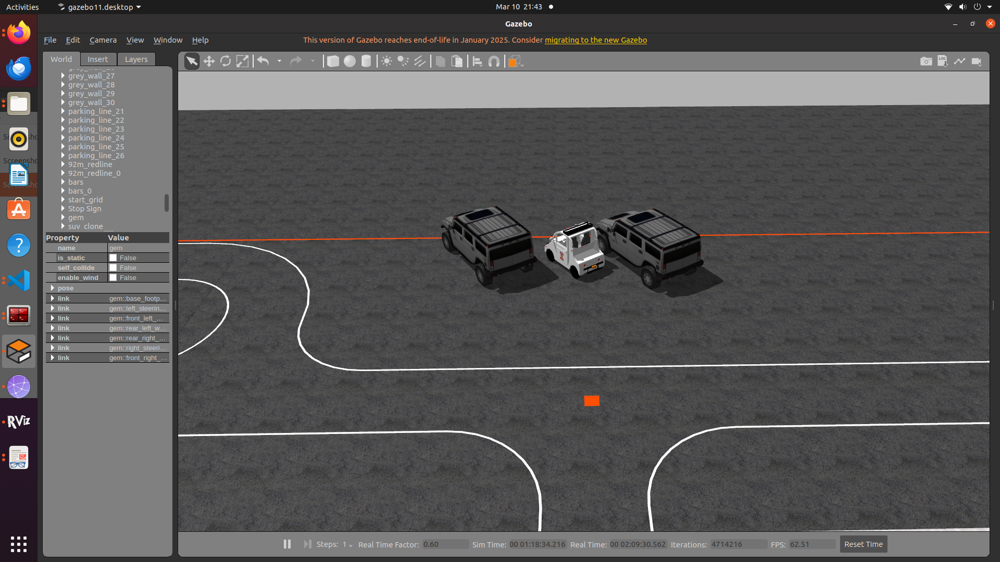 Activities
gazebo11.desktop
Mar 10 21:43
Gazebo
File Edit Camera View Window Help
This version of Gazebo reaches end-of-life in January 2025. Consider migrating to the new Gazebo
World Insert Layers
LOG
grey_wall_27
grey_wall_28
grey_wall_29
grey_wall_30
parking_line_21
parking_line_22
parking_line_23
parking_line_24
parking_line_25
parking_line_26
92m_redline
92m_redline_0
bars
bars_0
start_grid
Stop Sign
gem
suv_clone
Property Value
name gem
is_static False
self_collide False
enable_wind False
pose
link gem::base_footp...
link gem::left_steerin...
link gem::front_left_...
link gem::rear_left_w...
link gem::rear_right_...
link gem::right_steeri...
link gem::front_right_...
RViz
Steps: 1 Real Time Factor: 0.60 Sim Time: 00 01:18:34.216 Real Time: 00 02:09:30.562 Iterations: 4714216 FPS: 62.51 Reset Time